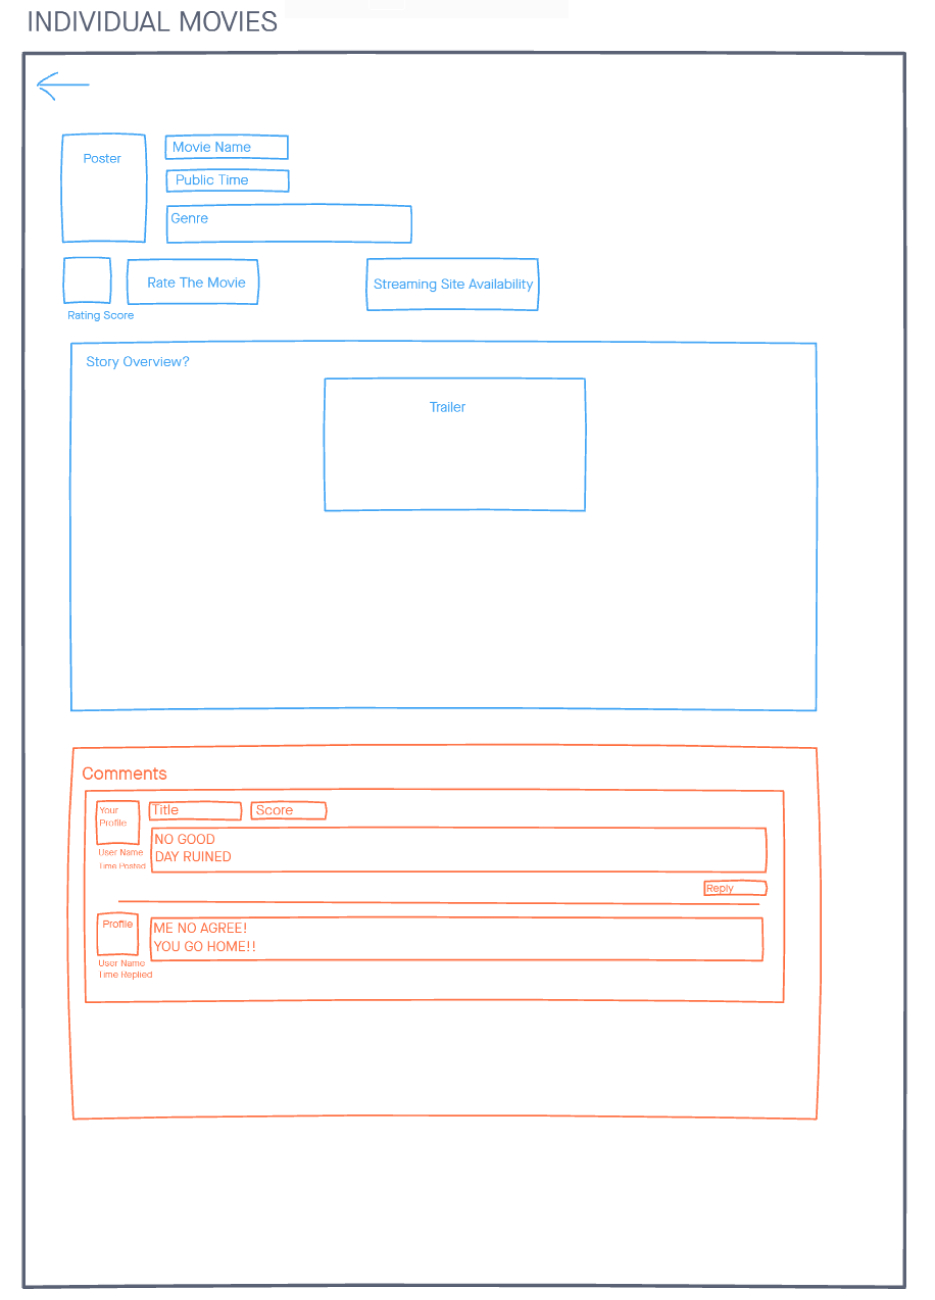 INDIVIDUAL MOVIES
Poster
Movie Name
Public Time
Genre
Rate The Movie
Streaming Site Availability
Rating Score
Story Overview?
Trailer
Comments
Your
Profile
Title
Score
User Name
Time Posted
NO GOOD
DAY RUINED
Reply
Profile
ME NO AGREE!
YOU GO HOME!!
User Name
Time Replied